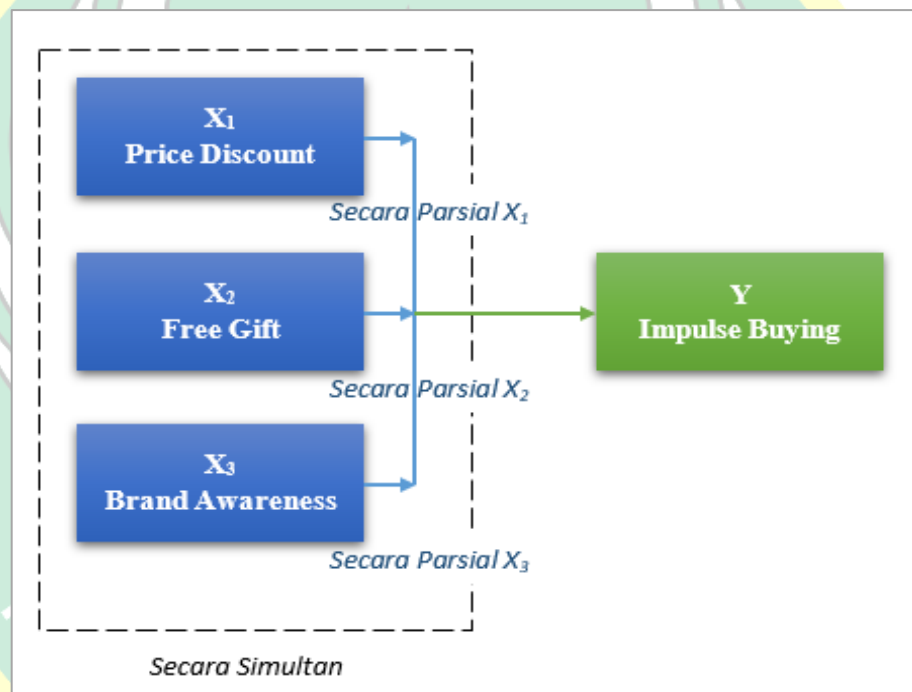 X₁
Price Discount
Secara Parsial X₁
X₂
Free Gift
Y
Impulse Buying
Secara Parsial X₂
X₃
Brand Awareness
Secara Parsial X₃
Secara Simultan